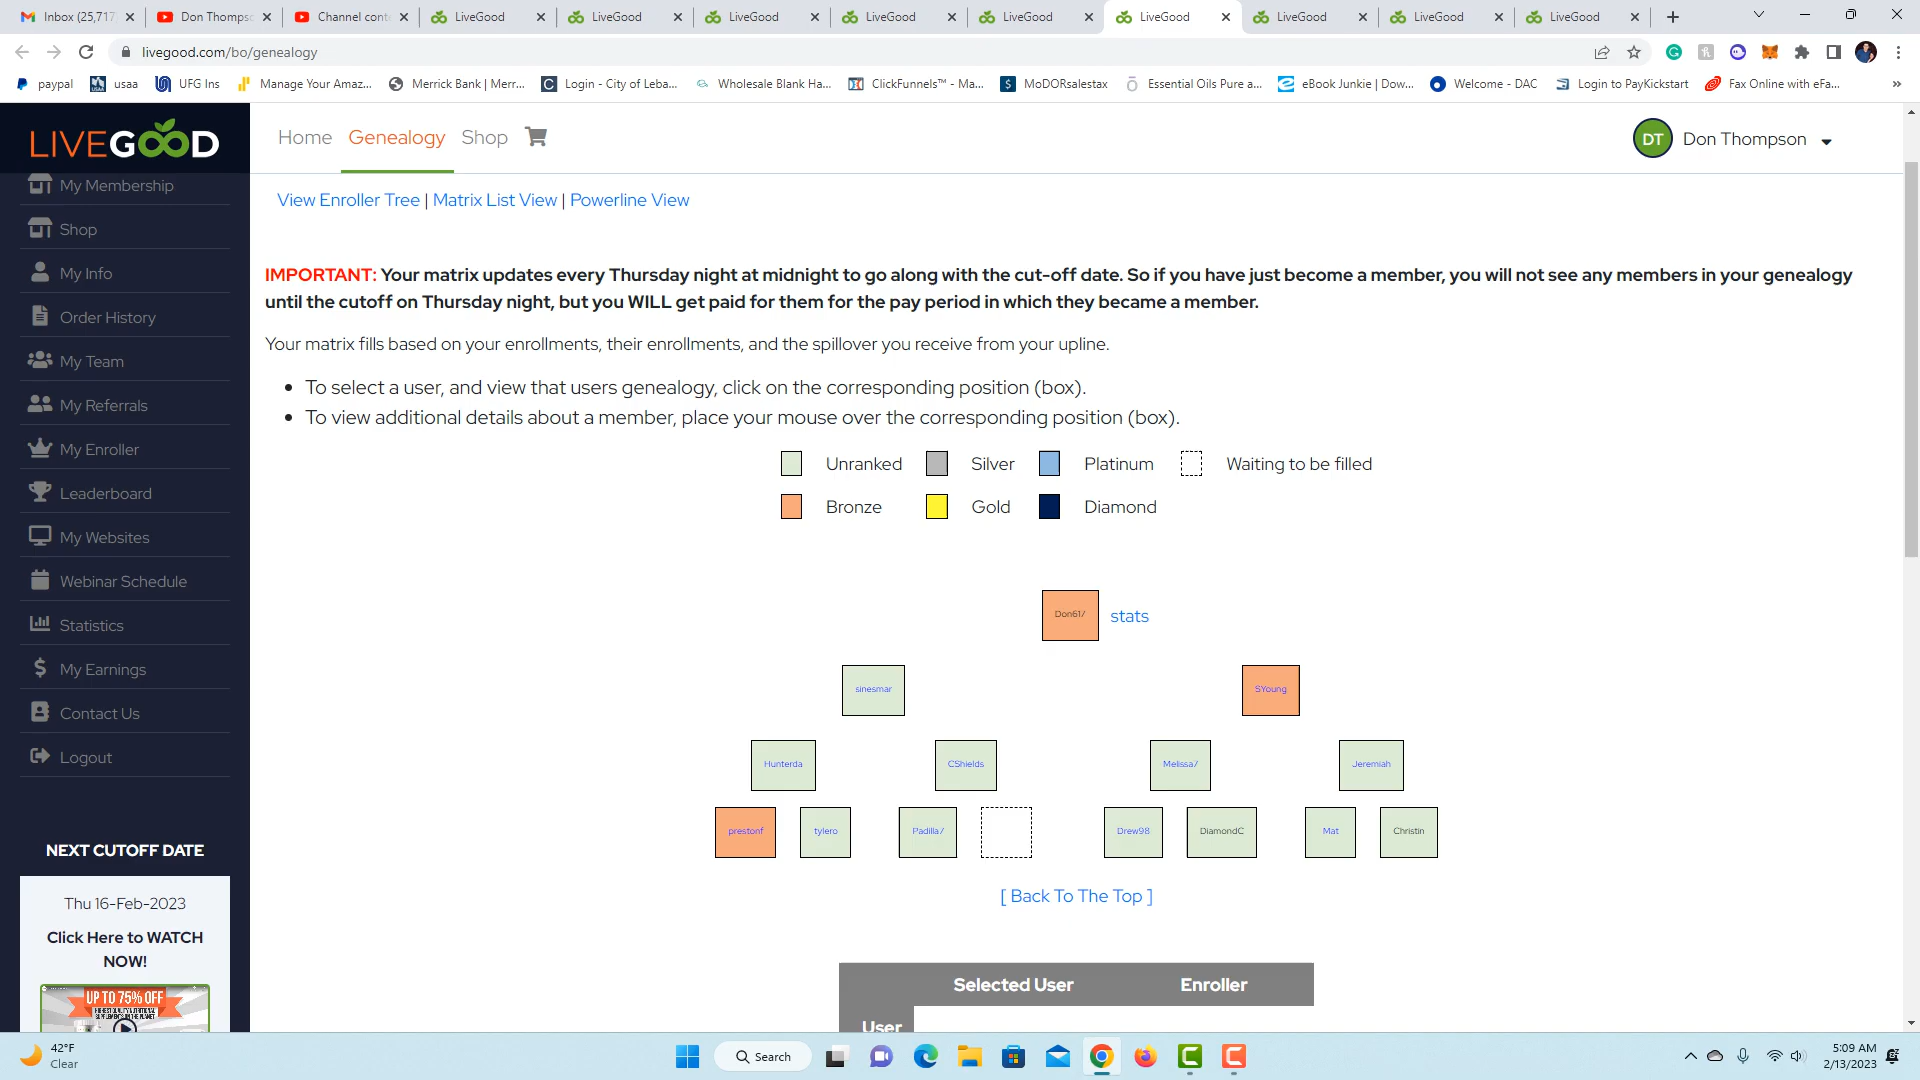 Inbox (25,717
Don Thompso
Channel cont
LiveGood
LiveGood
LiveGood
LiveGood
LiveGood
LiveGood
LiveGood
LiveGood
LiveGood
livegood.com/bo/genealogy
paypal
usaa
UFG Ins
Manage Your Amaz...
Merrick Bank | Merr...
Login - City of Leba...
Wholesale Blank Ha...
ClickFunnels™ - Ma...
MoDORsalestax
Essential Oils Pure a...
eBook Junkie | Dow...
Welcome - DAC
Login to PayKickstart
Fax Online with eFa...
LIVEGOOD
Home
Genealogy
Shop
DT
Don Thompson
My Membership
Shop
My Info
Order History
My Team
My Referrals
My Enroller
Leaderboard
My Websites
Webinar Schedule
Statistics
My Earnings
Contact Us
Logout
NEXT CUTOFF DATE
Thu 16-Feb-2023
Click Here to WATCH
NOW!
UP TO 75% OFF
View Enroller Tree | Matrix List View | Powerline View
IMPORTANT: Your matrix updates every Thursday night at midnight to go along with the cut-off date. So if you have just become a member, you will not see any members in your genealogy
until the cutoff on Thursday night, but you WILL get paid for them for the pay period in which they became a member.
Your matrix fills based on your enrollments, their enrollments, and the spillover you receive from your upline.
• To select a user, and view that users genealogy, click on the corresponding position (box).
• To view additional details about a member, place your mouse over the corresponding position (box).
Unranked
Silver
Platinum
Waiting to be filled
Bronze
Gold
Diamond
Don617
stats
sinesmar
SYoung
Hunterda
CShields
Melissa7
Jeremiah
prestonf
tylero
Padilla7
Drew98
DiamondC
Mat
Christin
[ Back To The Top ]
Selected User
Enroller
User
42°F
Clear
Search
5:09 AM
2/13/2023